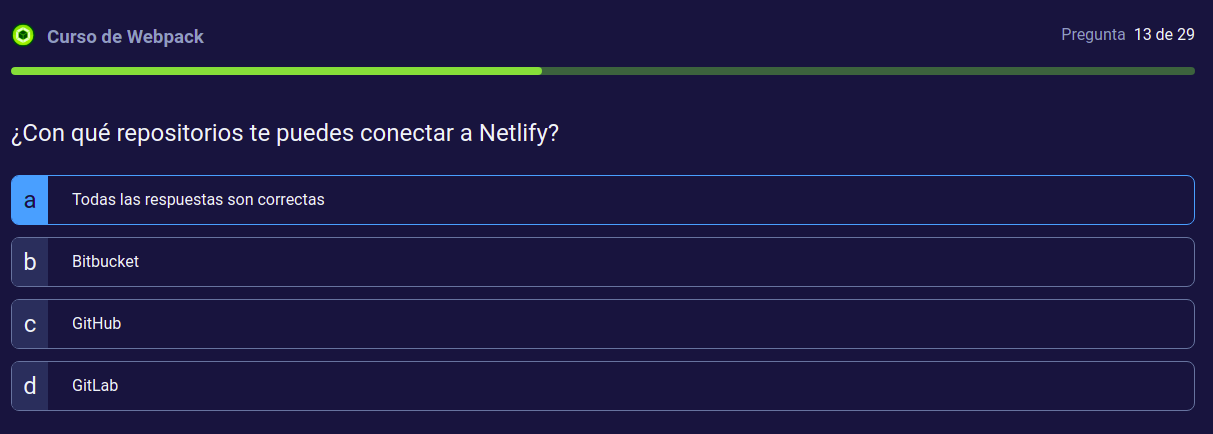 Curso de Webpack
Pregunta 13 de 29
¿Con qué repositorios te puedes conectar a Netlify?
a Todas las respuestas son correctas
b Bitbucket
c GitHub
d GitLab